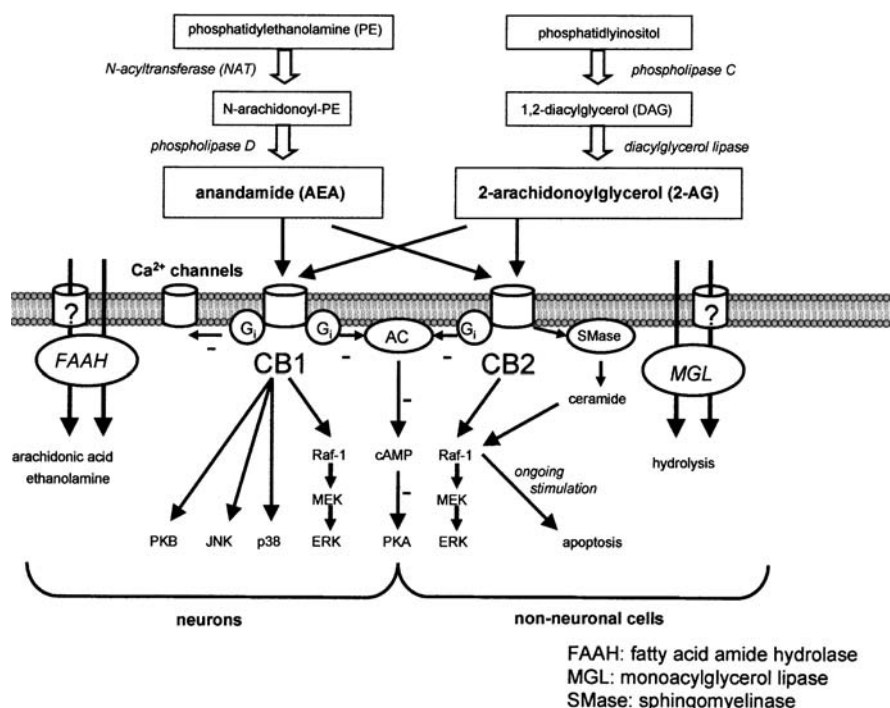 phosphatidylethanolamine (PE)
phosphatidlyinositol
N-acyltransferase (NAT)
phospholipase C
N-arachidonoyl-PE
1,2-diacylglycerol (DAG)
phospholipase D
diacylglycerol lipase
anandamide (AEA)
2-arachidonoylglycerol (2-AG)
Ca²⁺ channels
?
?
Gᵢ
Gᵢ
AC
Gᵢ
SMase
–
–
–
FAAH
CB1
CB2
MGL
–
ceramide
arachidonic acid
ethanolamine
Raf-1
cAMP
Raf-1
ongoing
stimulation
hydrolysis
MEK
–
MEK
PKB
JNK
p38
ERK
PKA
ERK
apoptosis
neurons
non-neuronal cells
FAAH: fatty acid amide hydrolase
MGL: monoacylglycerol lipase
SMase: sphingomyelinase